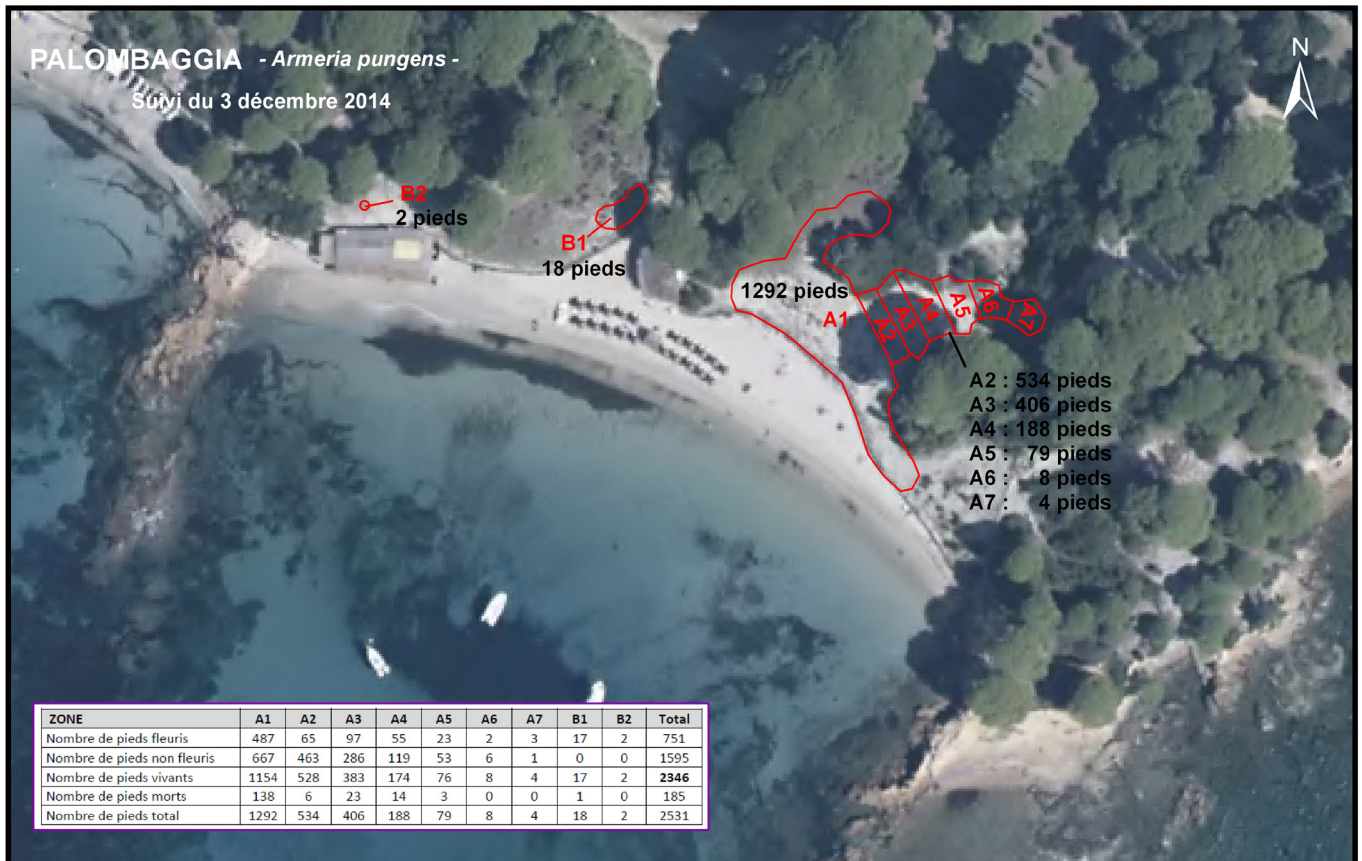 PALOMBAGGIA - Armeria pungens -
Suivi du 3 décembre 2014
N
B2
2 pieds
B1
18 pieds
1292 pieds
A1
A2
A3
A4
A5
A6
A7
A2 : 534 pieds
A3 : 406 pieds
A4 : 188 pieds
A5 : 79 pieds
A6 : 8 pieds
A7 : 4 pieds
ZONE A1 A2 A3 A4 A5 A6 A7 B1 B2 Total
Nombre de pieds fleuris 487 65 97 55 23 2 3 17 2 751
Nombre de pieds non fleuris 667 463 286 119 53 6 1 0 0 1595
Nombre de pieds vivants 1154 528 383 174 76 8 4 17 2 2346
Nombre de pieds morts 138 6 23 14 3 0 0 1 0 185
Nombre de pieds total 1292 534 406 188 79 8 4 18 2 2531